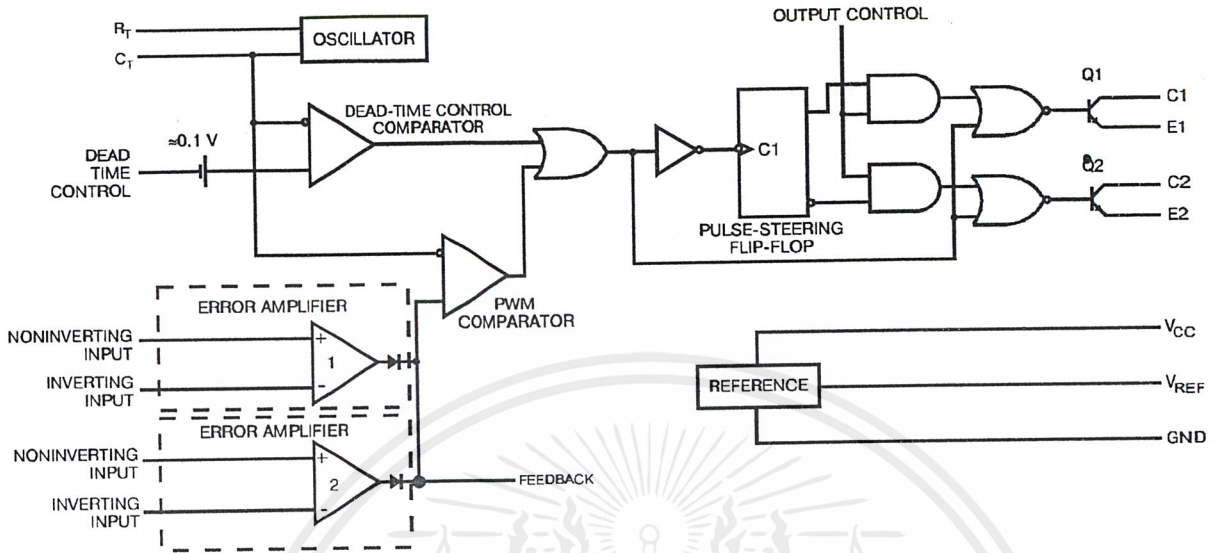 OUTPUT CONTROL
R_T
OSCILLATOR
C_T
Q1
C1
DEAD-TIME CONTROL
COMPARATOR
E1
≈0.1 V
DEAD
TIME
CONTROL
C1
Q2
C2
E2
PULSE-STEERING
FLIP-FLOP
ERROR AMPLIFIER
PWM
COMPARATOR
NONINVERTING
INPUT
+
1
INVERTING
INPUT
-
V_CC
REFERENCE
V_REF
GND
ERROR AMPLIFIER
NONINVERTING
INPUT
+
2
FEEDBACK
INVERTING
INPUT
-